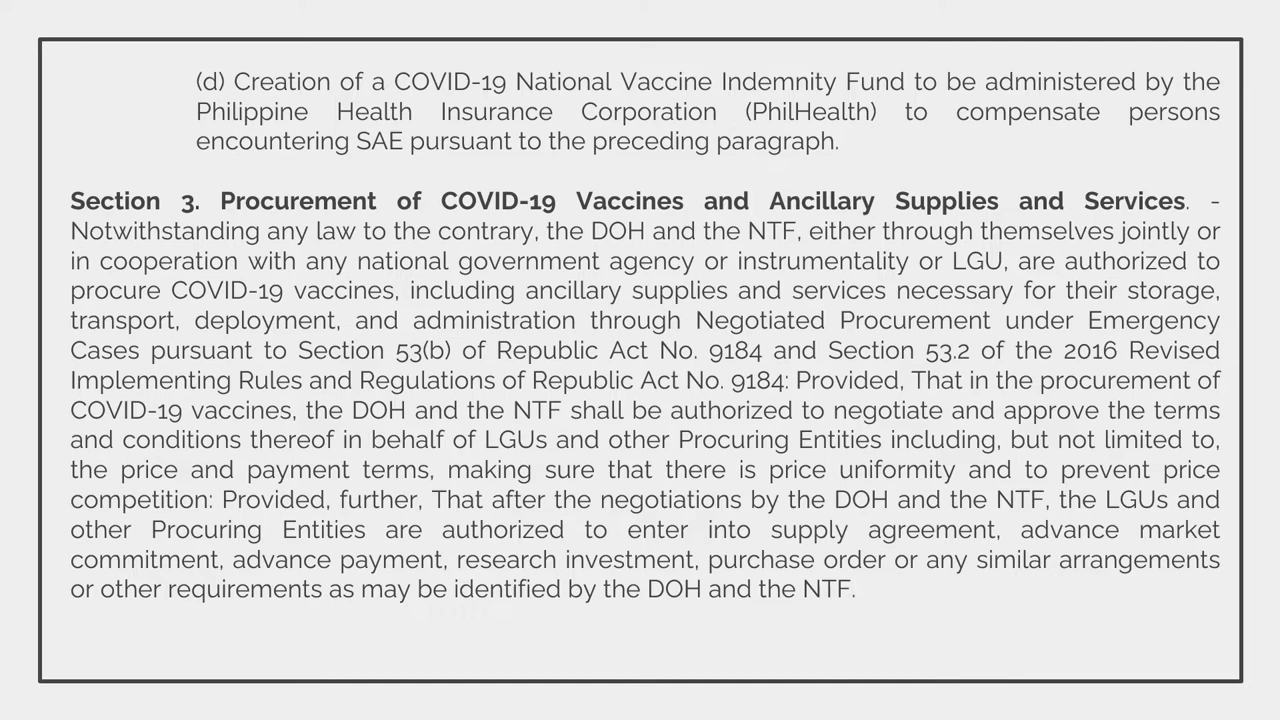 (d) Creation of a COVID-19 National Vaccine Indemnity Fund to be administered by the
Philippine Health Insurance Corporation (PhilHealth) to compensate persons
encountering SAE pursuant to the preceding paragraph.
Section 3. Procurement of COVID-19 Vaccines and Ancillary Supplies and Services. -
Notwithstanding any law to the contrary, the DOH and the NTF, either through themselves jointly or
in cooperation with any national government agency or instrumentality or LGU, are authorized to
procure COVID-19 vaccines, including ancillary supplies and services necessary for their storage,
transport, deployment, and administration through Negotiated Procurement under Emergency
Cases pursuant to Section 53(b) of Republic Act No. 9184 and Section 53.2 of the 2016 Revised
Implementing Rules and Regulations of Republic Act No. 9184: Provided, That in the procurement of
COVID-19 vaccines, the DOH and the NTF shall be authorized to negotiate and approve the terms
and conditions thereof in behalf of LGUs and other Procuring Entities including, but not limited to,
the price and payment terms, making sure that there is price uniformity and to prevent price
competition: Provided, further, That after the negotiations by the DOH and the NTF, the LGUs and
other Procuring Entities are authorized to enter into supply agreement, advance market
commitment, advance payment, research investment, purchase order or any similar arrangements
or other requirements as may be identified by the DOH and the NTF.